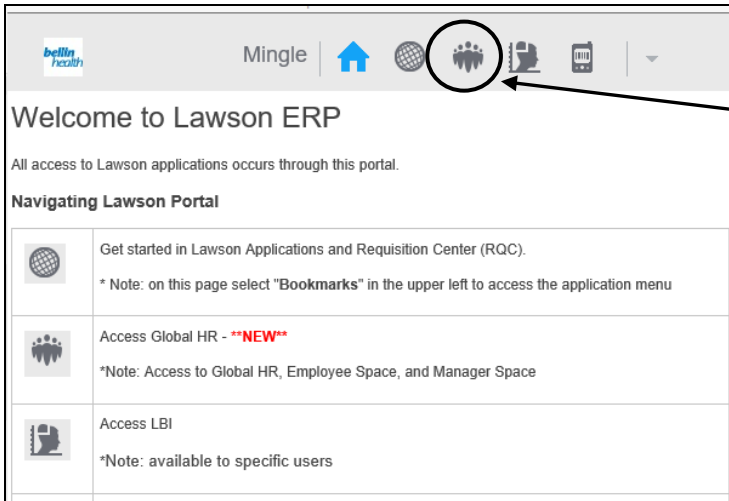 bellin
health
Mingle
Welcome to Lawson ERP
All access to Lawson applications occurs through this portal.
Navigating Lawson Portal
Get started in Lawson Applications and Requisition Center (RQC).
* Note: on this page select "Bookmarks" in the upper left to access the application menu
Access Global HR - **NEW**
*Note: Access to Global HR, Employee Space, and Manager Space
Access LBI
*Note: available to specific users